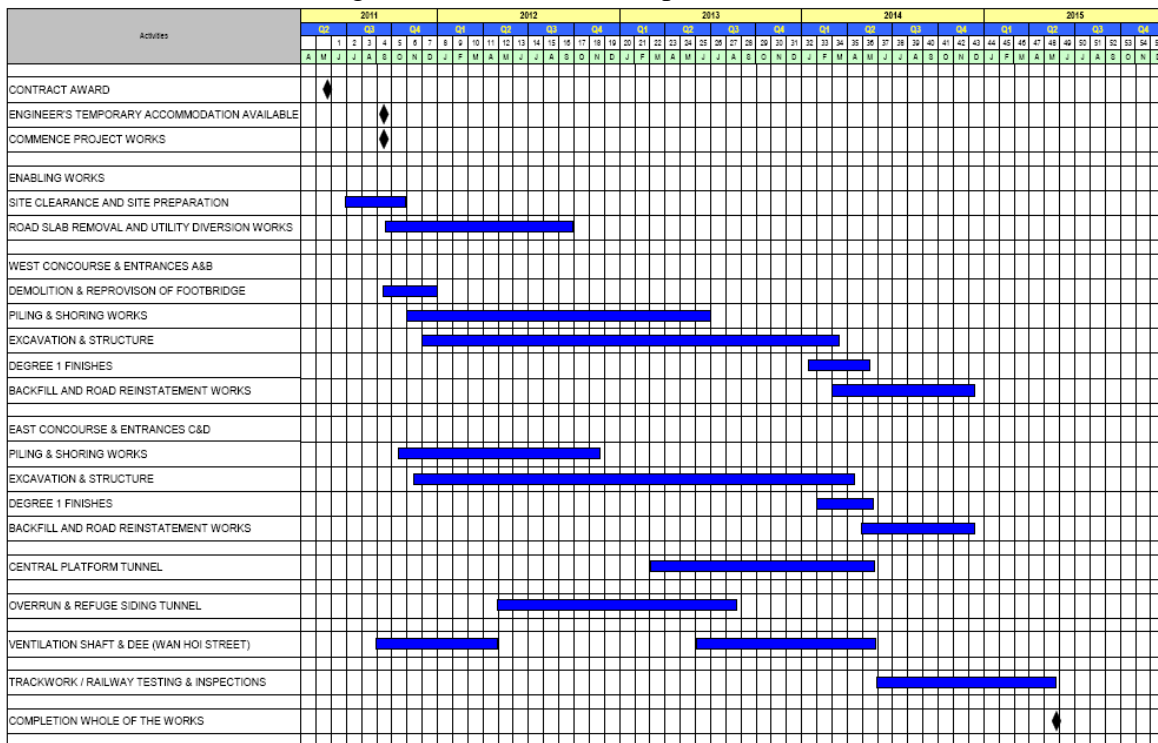 2011 2012 2013 2014 2015
Activities
Q2 Q3 Q4 Q1 Q2 Q3 Q4 Q1 Q2 Q3 Q4 Q1 Q2 Q3 Q4 Q1 Q2 Q3 Q4
1 2 3 4 5 6 7 8 9 10 11 12 13 14 15 16 17 18 19 20 21 22 23 24 25 26 27 28 29 30 31 32 33 34 35 36 37 38 39 40 41 42 43 44 45 46 47 48 49 50 51 52 53 54
A M J J A S O N D J F M A M J J A S O N D J F M A M J J A S O N D J F M A M J J A S O N D J F M A M J J A S O N
CONTRACT AWARD
ENGINEER'S TEMPORARY ACCOMMODATION AVAILABLE
COMMENCE PROJECT WORKS
ENABLING WORKS
SITE CLEARANCE AND SITE PREPARATION
ROAD SLAB REMOVAL AND UTILITY DIVERSION WORKS
WEST CONCOURSE & ENTRANCES A&B
DEMOLITION & REPROVISON OF FOOTBRIDGE
PILING & SHORING WORKS
EXCAVATION & STRUCTURE
DEGREE 1 FINISHES
BACKFILL AND ROAD REINSTATEMENT WORKS
EAST CONCOURSE & ENTRANCES C&D
PILING & SHORING WORKS
EXCAVATION & STRUCTURE
DEGREE 1 FINISHES
BACKFILL AND ROAD REINSTATEMENT WORKS
CENTRAL PLATFORM TUNNEL
OVERRUN & REFUGE SIDING TUNNEL
VENTILATION SHAFT & DEE (WAN HOI STREET)
TRACKWORK / RAILWAY TESTING & INSPECTIONS
COMPLETION WHOLE OF THE WORKS